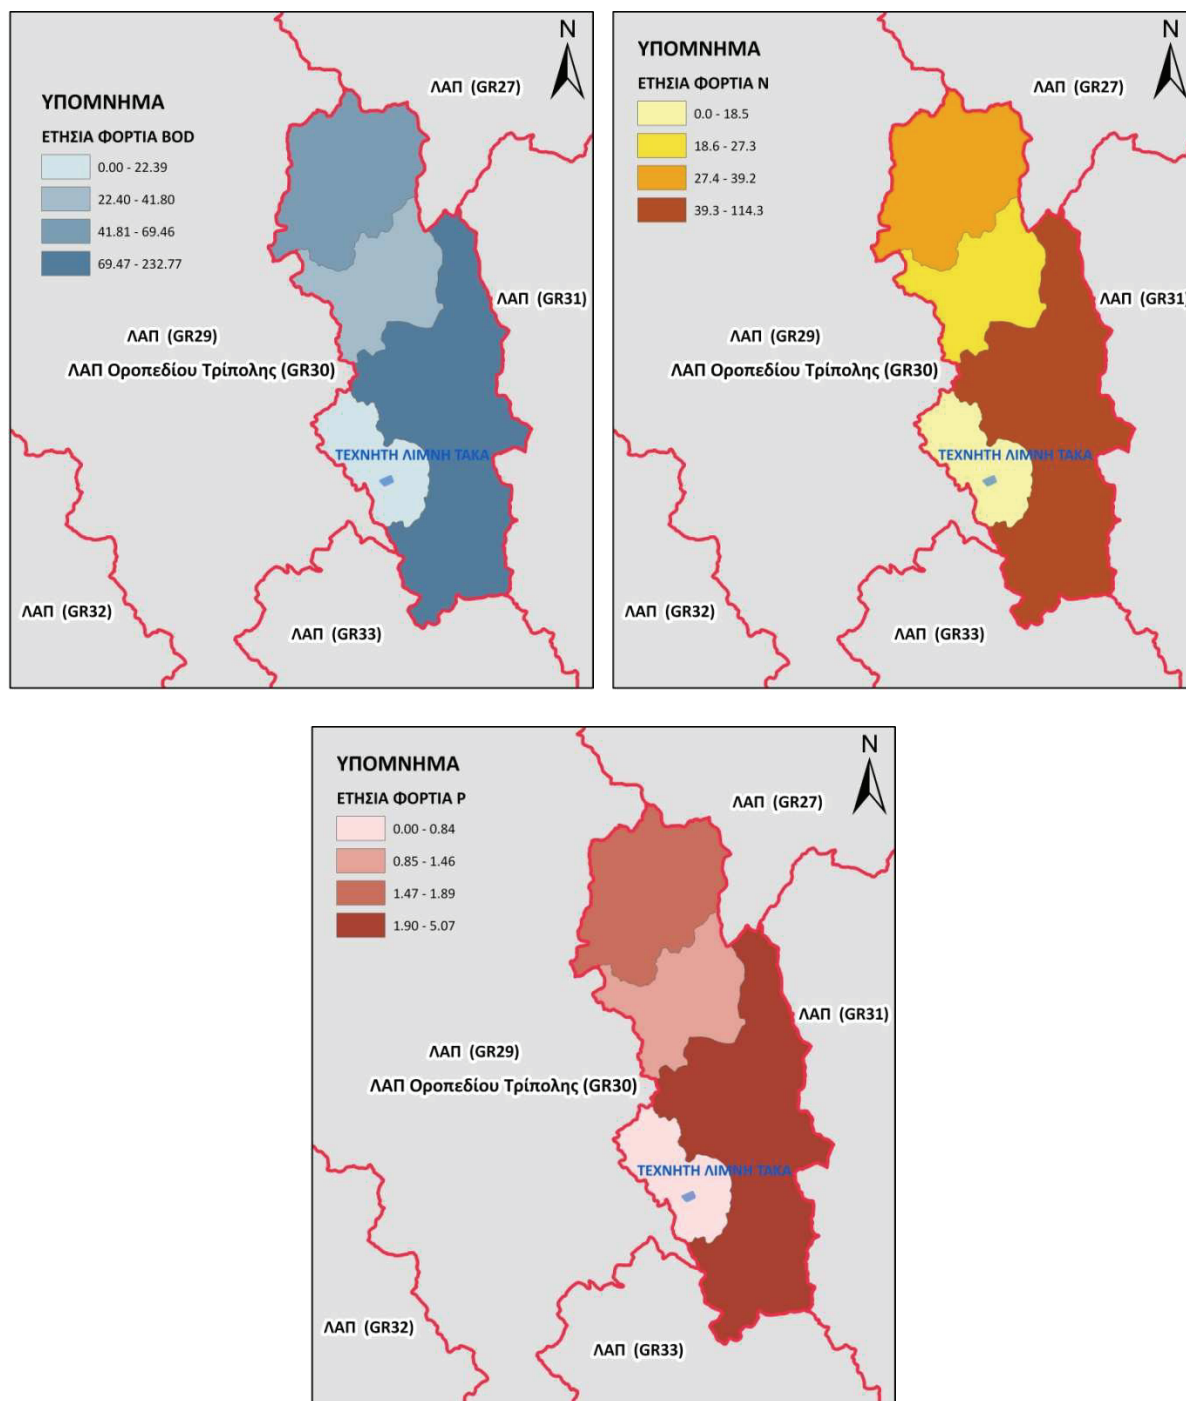 N
ΛΑΠ (GR27)
ΥΠΟΜΝΗΜΑ
ΕΤΗΣΙΑ ΦΟΡΤΙΑ BOD
0.00 - 22.39
22.40 - 41.80
41.81 - 69.46
69.47 - 232.77
ΛΑΠ (GR31)
ΛΑΠ (GR29)
ΛΑΠ Οροπεδίου Τρίπολης (GR30)
ΤΕΧΝΗΤΗ ΛΙΜΝΗ ΤΑΚΑ
ΛΑΠ (GR32)
ΛΑΠ (GR33)
N
ΥΠΟΜΝΗΜΑ
ΕΤΗΣΙΑ ΦΟΡΤΙΑ N
ΛΑΠ (GR27)
0.0 - 18.5
18.6 - 27.3
27.4 - 39.2
39.3 - 114.3
ΛΑΠ (GR31)
ΛΑΠ (GR29)
ΛΑΠ Οροπεδίου Τρίπολης (GR30)
ΤΕΧΝΗΤΗ ΛΙΜΝΗ ΤΑΚΑ
ΛΑΠ (GR32)
ΛΑΠ (GR33)
N
ΥΠΟΜΝΗΜΑ
ΕΤΗΣΙΑ ΦΟΡΤΙΑ P
ΛΑΠ (GR27)
0.00 - 0.84
0.85 - 1.46
1.47 - 1.89
1.90 - 5.07
ΛΑΠ (GR31)
ΛΑΠ (GR29)
ΛΑΠ Οροπεδίου Τρίπολης (GR30)
ΤΕΧΝΗΤΗ ΛΙΜΝΗ ΤΑΚΑ
ΛΑΠ (GR32)
ΛΑΠ (GR33)